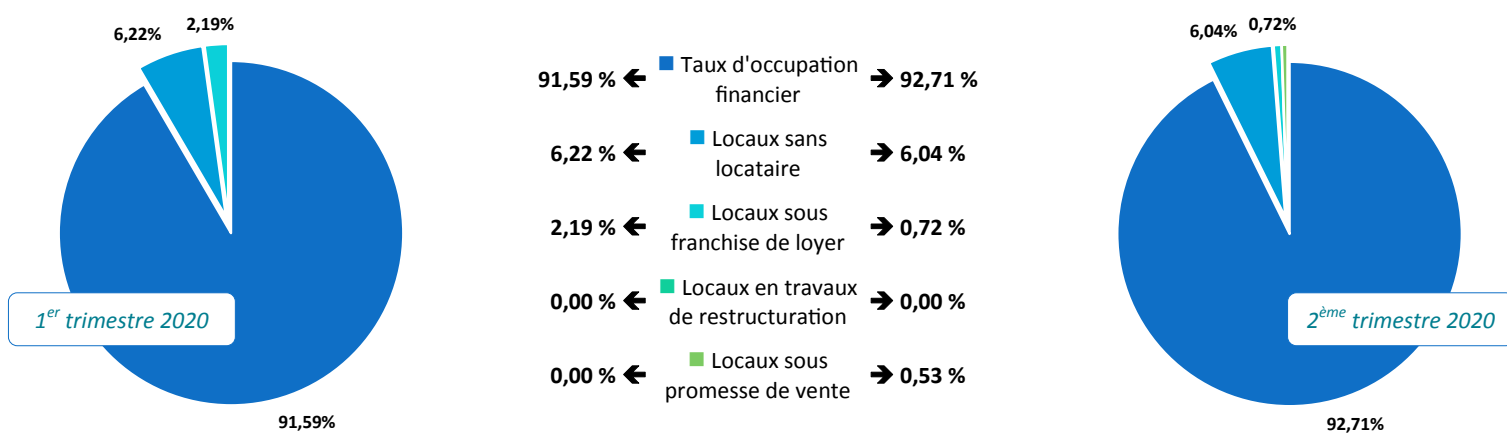 6,22%
2,19%
1er trimestre 2020
91,59%
91,59 % 🡸 Taux d'occupation 🡺 92,71 %
financier
6,22 % 🡸 Locaux sans 🡺 6,04 %
locataire
2,19 % 🡸 Locaux sous 🡺 0,72 %
franchise de loyer
0,00 % 🡸 Locaux en travaux 🡺 0,00 %
de restructuration
0,00 % 🡸 Locaux sous 🡺 0,53 %
promesse de vente
6,04%
0,72%
2ème trimestre 2020
92,71%